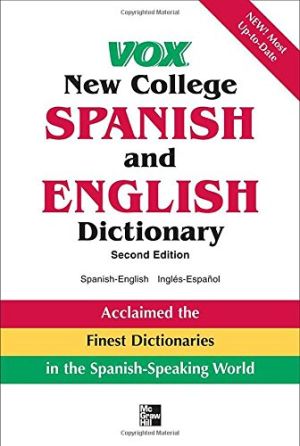 VOX
NEW! Most
Up-to-Date
New College
SPANISH
and
ENGLISH
Dictionary
Second Edition
Spanish-English Inglés-Español
Acclaimed the
Finest Dictionaries
in the Spanish-Speaking World
Mc
Graw
Hill